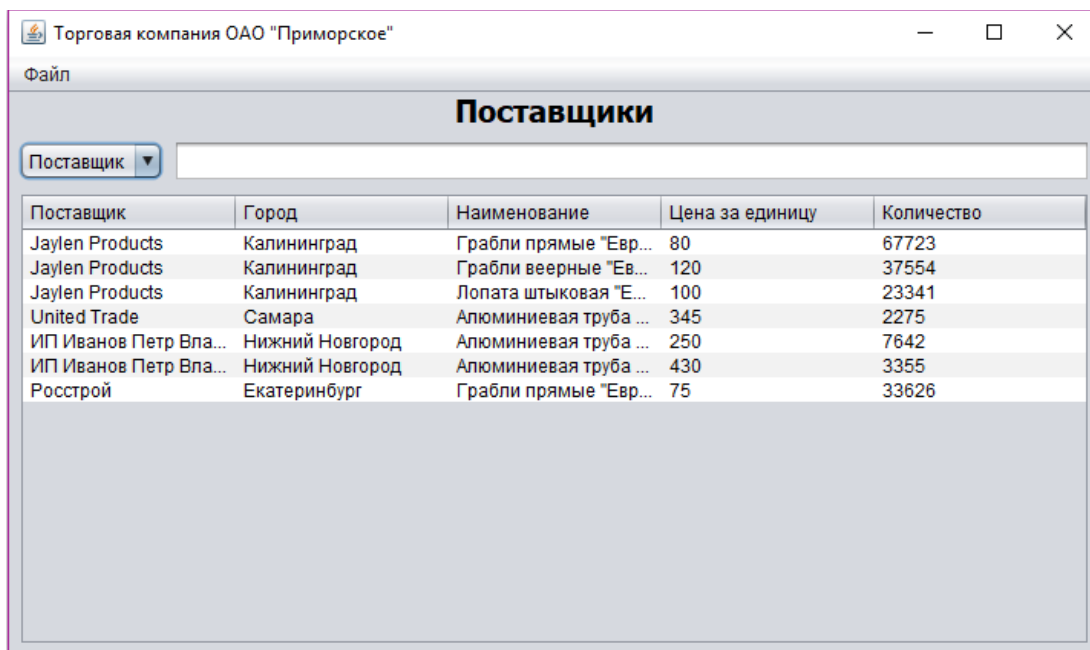 Торговая компания ОАО "Приморское"
Файл
Поставщики
Поставщик
Поставщик Город Наименование Цена за единицу Количество
Jaylen Products Калининград Грабли прямые "Евр... 80 67723
Jaylen Products Калининград Грабли веерные "Ев... 120 37554
Jaylen Products Калининград Лопата штыковая "Е... 100 23341
United Trade Самара Алюминиевая труба ... 345 2275
ИП Иванов Петр Вла... Нижний Новгород Алюминиевая труба ... 250 7642
ИП Иванов Петр Вла... Нижний Новгород Алюминиевая труба ... 430 3355
Росстрой Екатеринбург Грабли прямые "Евр... 75 33626